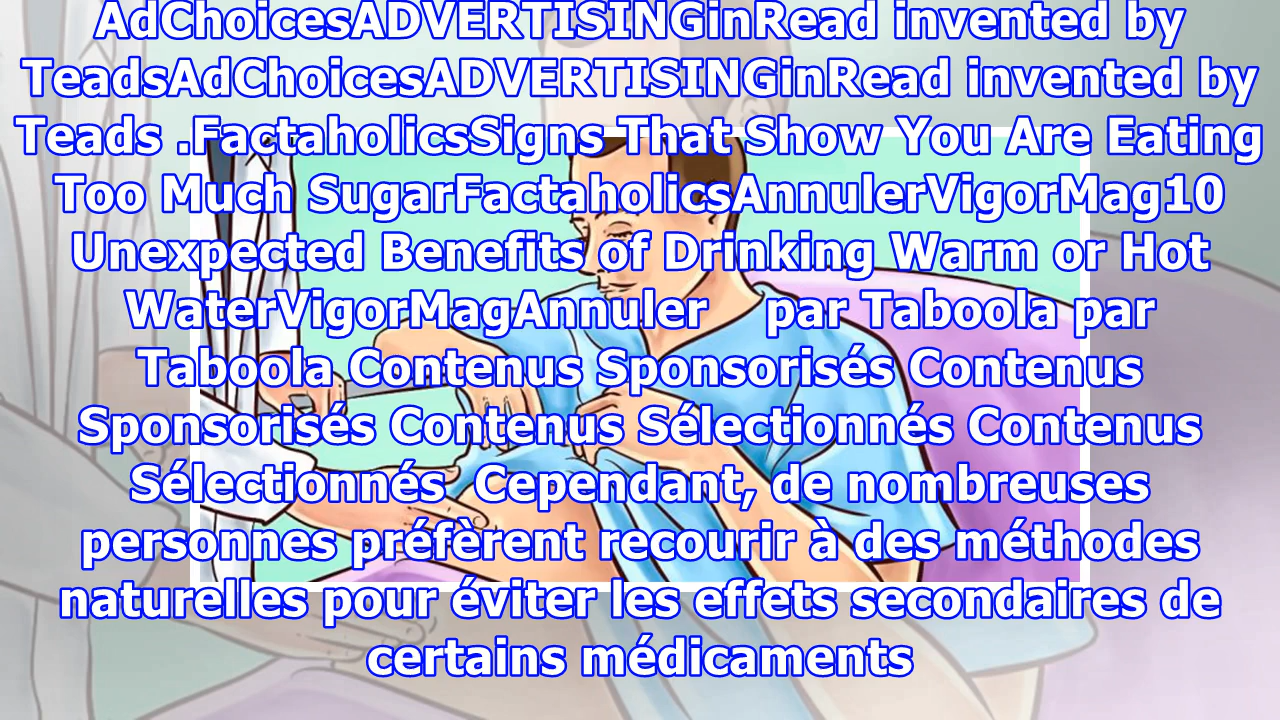 AdChoicesADVERTISINGinRead invented by
TeadsAdChoicesADVERTISINGinRead invented by
Teads .FactaholicsSigns That Show You Are Eating
Too Much SugarFactaholicsAnnulerVigorMag10
Unexpected Benefits of Drinking Warm or Hot
WaterVigorMagAnnuler par Taboola par
Taboola Contenus Sponsorisés Contenus
Sponsorisés Contenus Sélectionnés Contenus
Sélectionnés Cependant, de nombreuses
personnes préfèrent recourir à des méthodes
naturelles pour éviter les effets secondaires de
certains médicaments